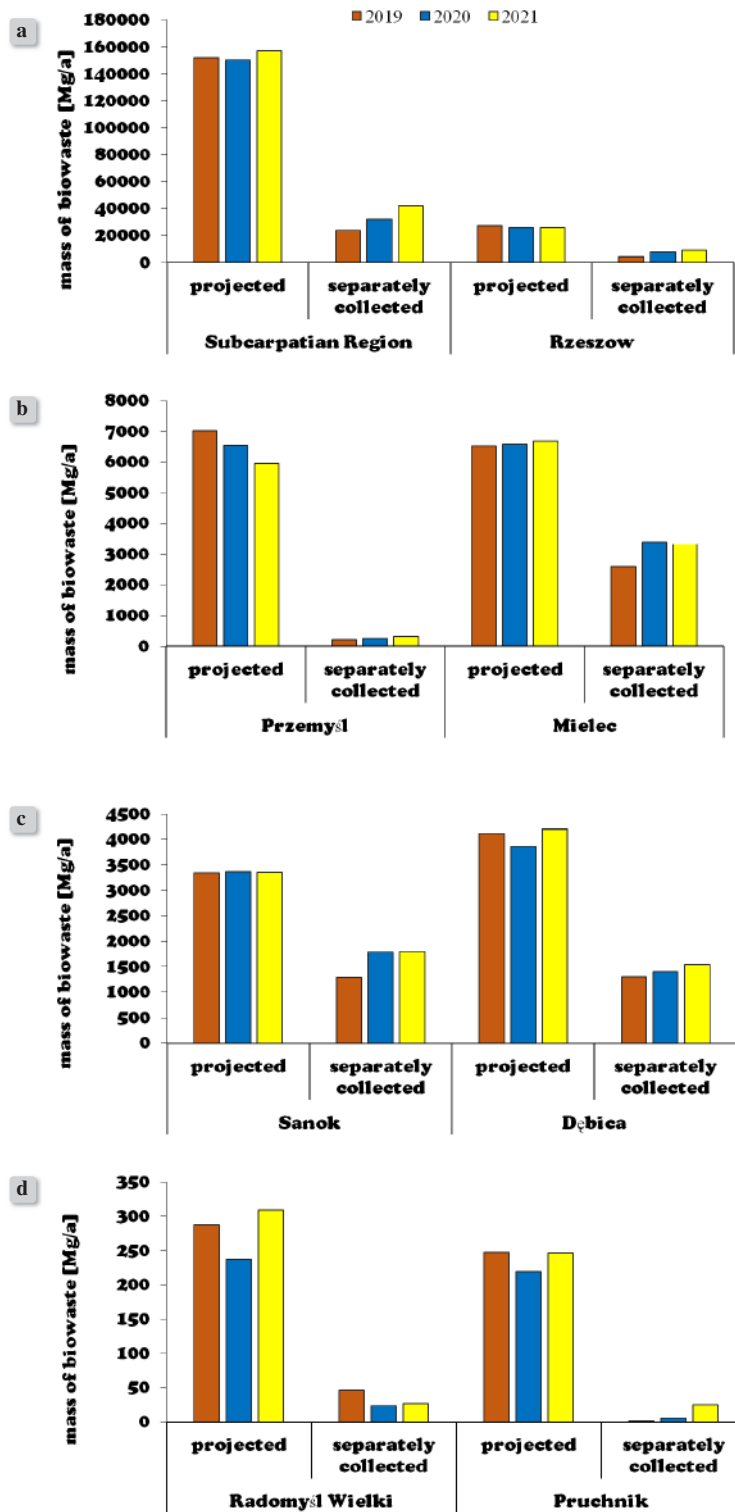 2019 2020 2021
a
mass of biowaste [Mg/a]
180000
160000
140000
120000
100000
80000
60000
40000
20000
0
projected separately collected projected separately collected
Subcarpatian Region Rzeszow
b
mass of biowaste [Mg/a]
8000
7000
6000
5000
4000
3000
2000
1000
0
projected separately collected projected separately collected
Przemyśl Mielec
c
mass of biowaste [Mg/a]
4500
4000
3500
3000
2500
2000
1500
1000
500
0
projected separately collected projected separately collected
Sanok Dębica
d
mass of biowaste [Mg/a]
350
300
250
200
150
100
50
0
projected separately collected projected separately collected
Radomyśl Wielki Pruchnik